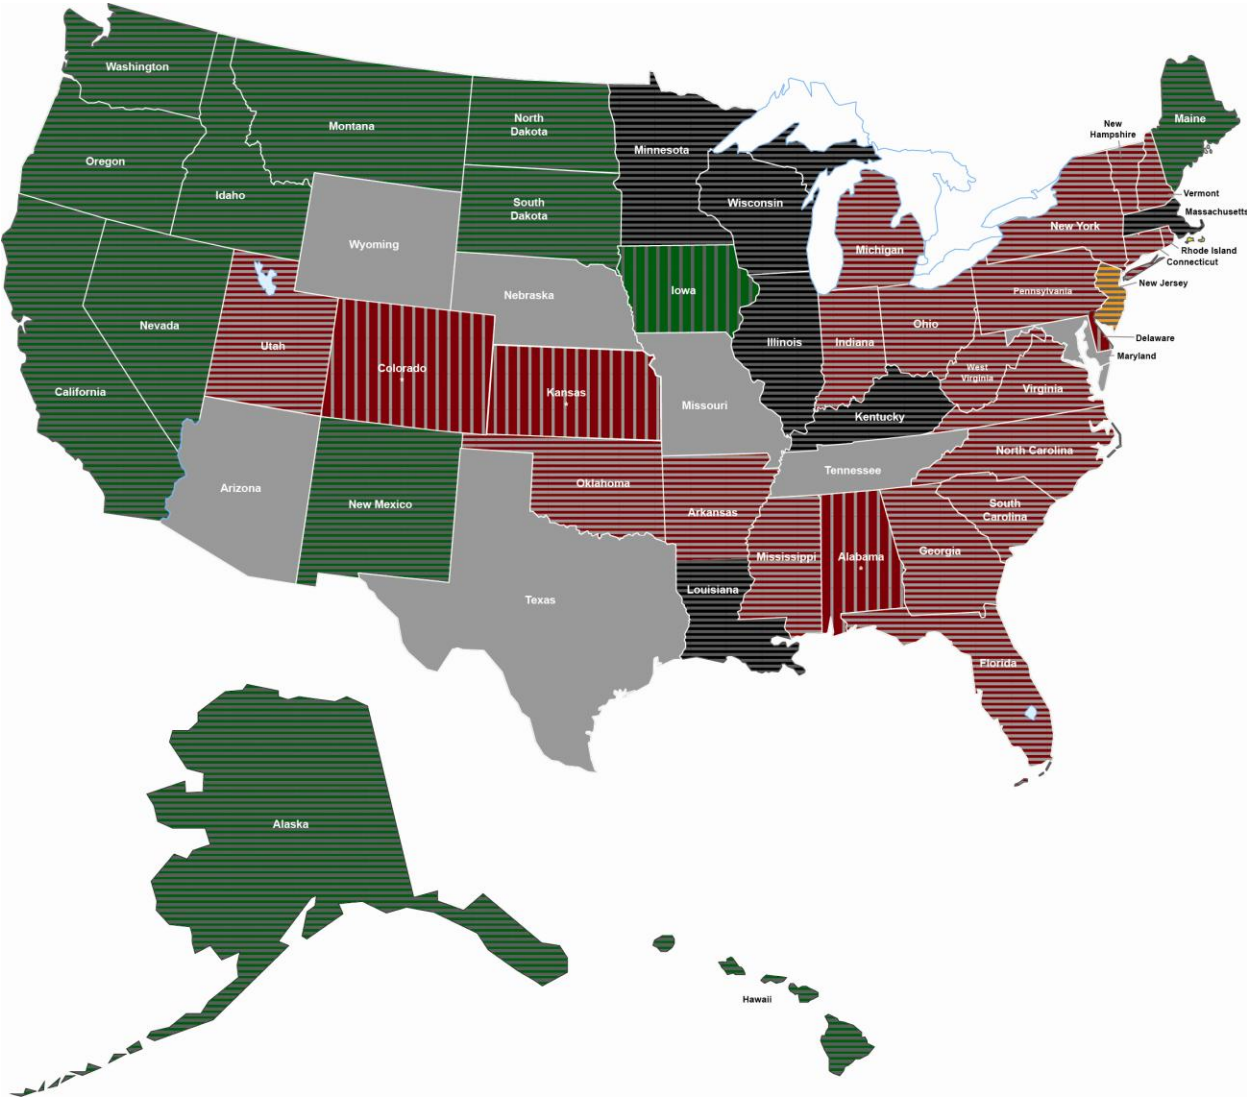 Washington
Montana
North
Dakota
Minnesota
Maine
New
Hampshire
Oregon
Idaho
South
Dakota
Wisconsin
Vermont
Massachusetts
Wyoming
Michigan
New York
Rhode Island
Connecticut
Nebraska
Iowa
Pennsylvania
New Jersey
Nevada
Utah
Illinois
Indiana
Ohio
Delaware
Maryland
California
Colorado
*
Kansas
*
Missouri
West
Virginia
Virginia
Kentucky
Arizona
New Mexico
Oklahoma
Tennessee
North Carolina
Arkansas
South
Carolina
Texas
Louisiana
Mississippi
Alabama
*
Georgia
Florida
Alaska
Hawaii